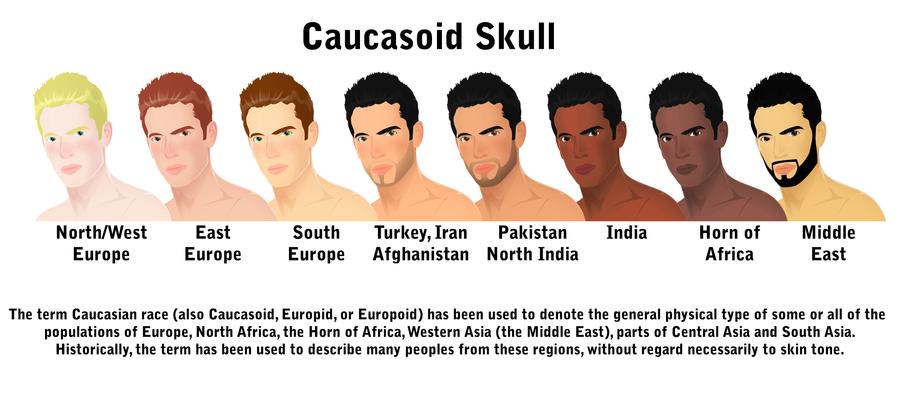 Caucasoid Skull
North/West
Europe
East
Europe
South
Europe
Turkey, Iran
Afghanistan
Pakistan
North India
India
Horn of
Africa
Middle
East
The term Caucasian race (also Caucasoid, Europid, or Europoid) has been used to denote the general physical type of some or all of the
populations of Europe, North Africa, the Horn of Africa, Western Asia (the Middle East), parts of Central Asia and South Asia.
Historically, the term has been used to describe many peoples from these regions, without regard necessarily to skin tone.